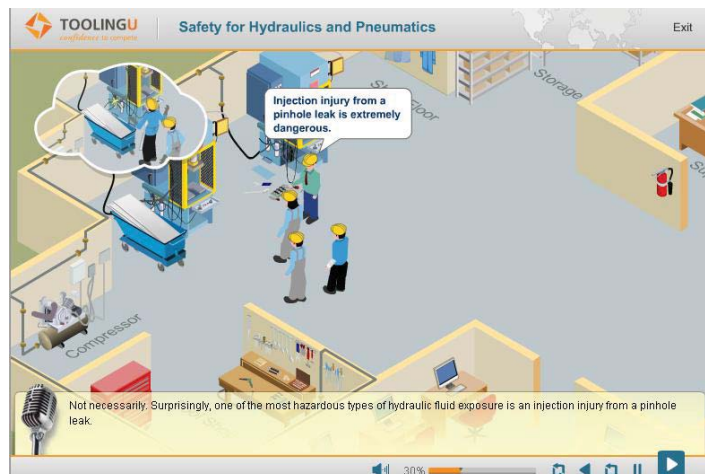 TOOLINGU
confidence to compete
Safety for Hydraulics and Pneumatics
Exit
Injection injury from a
pinhole leak is extremely
dangerous.
Floor
Storage
Compressor
Not necessarily. Surprisingly, one of the most hazardous types of hydraulic fluid exposure is an injection injury from a pinhole
leak.
30%